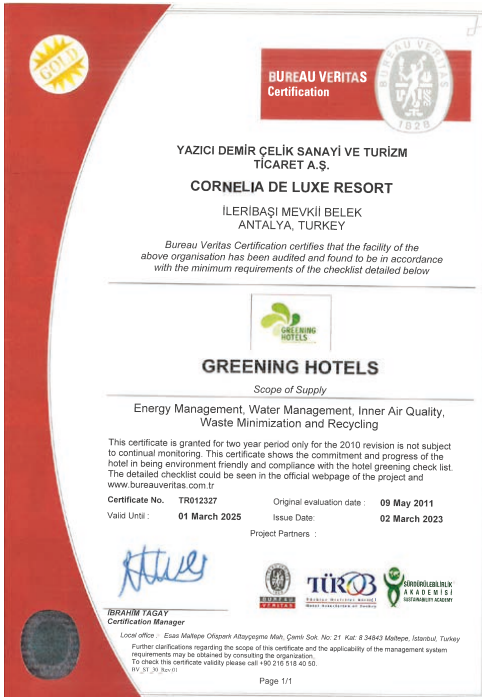 GOLD
BUREAU VERITAS
Certification
BUREAU VERITAS
1828
YAZICI DEMİR ÇELİK SANAYİ VE TURİZM
TİCARET A.Ş.
CORNELIA DE LUXE RESORT
İLERİBAŞI MEVKİİ BELEK
ANTALYA, TURKEY
Bureau Veritas Certification certifies that the facility of the
above organisation has been audited and found to be in accordance
with the minimum requirements of the checklist detailed below
GREENING
HOTELS
GREENING HOTELS
Scope of Supply
Energy Management, Water Management, Inner Air Quality,
Waste Minimization and Recycling
This certificate is granted for two year period only for the 2010 revision is not subject
to continual monitoring. This certificate shows the commitment and progress of the
hotel in being environment friendly and compliance with the hotel greening check list.
The detailed checklist could be seen in the official webpage of the project and
www.bureauveritas.com.tr
Certificate No. TR012327 Original evaluation date : 09 May 2011
Valid Until : 01 March 2025 Issue Date: 02 March 2023
Project Partners :
BUREAU
VERITAS
TÜROB
Türkiye Otelciler Birliği
Hotel Association of Turkey
SÜRDÜRÜLEBİLİRLİK
AKADEMİSİ
SUSTAINABILITY ACADEMY
IBRAHIM TAGAY
Certification Manager
Local office : Esas Maltepe Ofispark Altayçeşme Mah, Çamlı Sok. No: 21 Kat: 8 34843 Maltepe, İstanbul, Turkey
Further clarifications regarding the scope of this certificate and the applicability of the management system
requirements may be obtained by consulting the organization.
To check this certificate validity please call +90 216 518 40 50.
BV_ST_30_Rev.01
Page 1/1